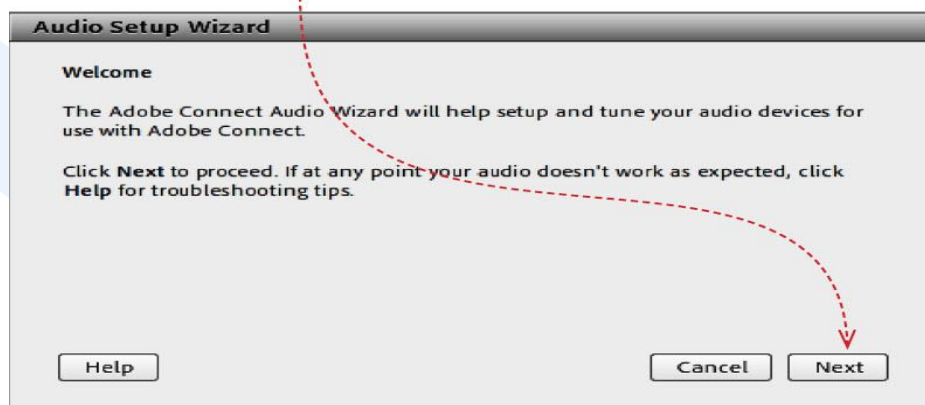 Audio Setup Wizard
Welcome
The Adobe Connect Audio Wizard will help setup and tune your audio devices for
use with Adobe Connect.
Click Next to proceed. If at any point your audio doesn't work as expected, click
Help for troubleshooting tips.
Help
Cancel
Next